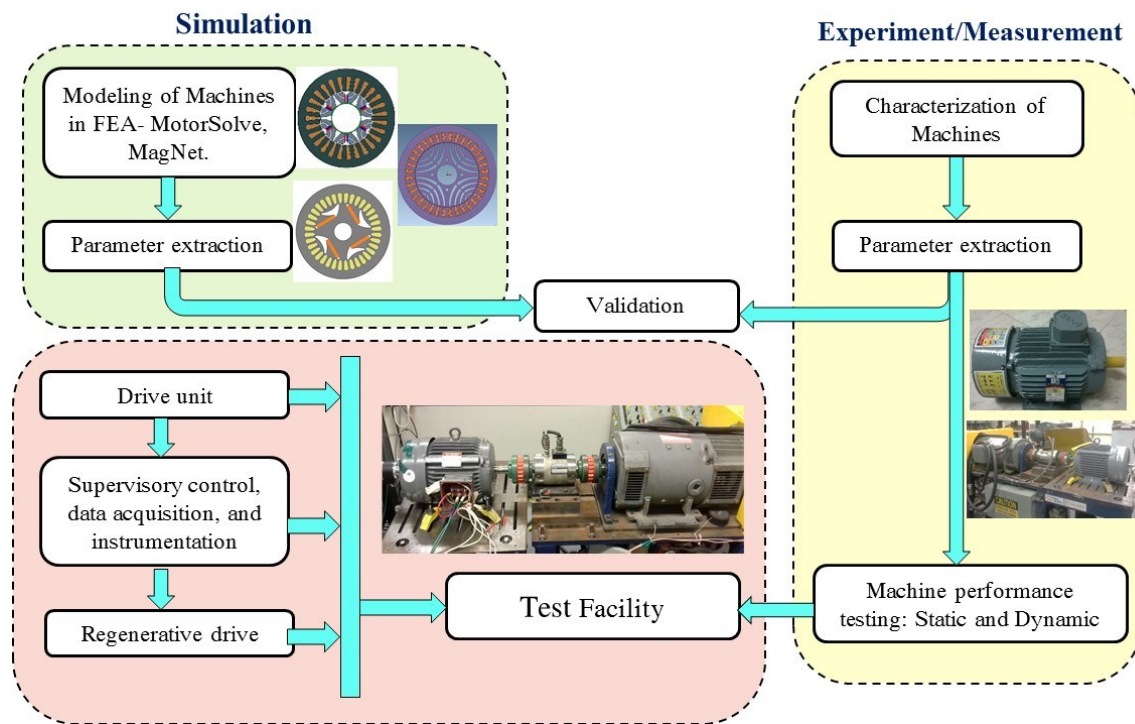 Simulation
Modeling of Machines
in FEA- MotorSolve,
MagNet.
Parameter extraction
Validation
Experiment/Measurement
Characterization of
Machines
Parameter extraction
Machine performance
testing: Static and Dynamic
Drive unit
Supervisory control,
data acquisition, and
instrumentation
Regenerative drive
Test Facility